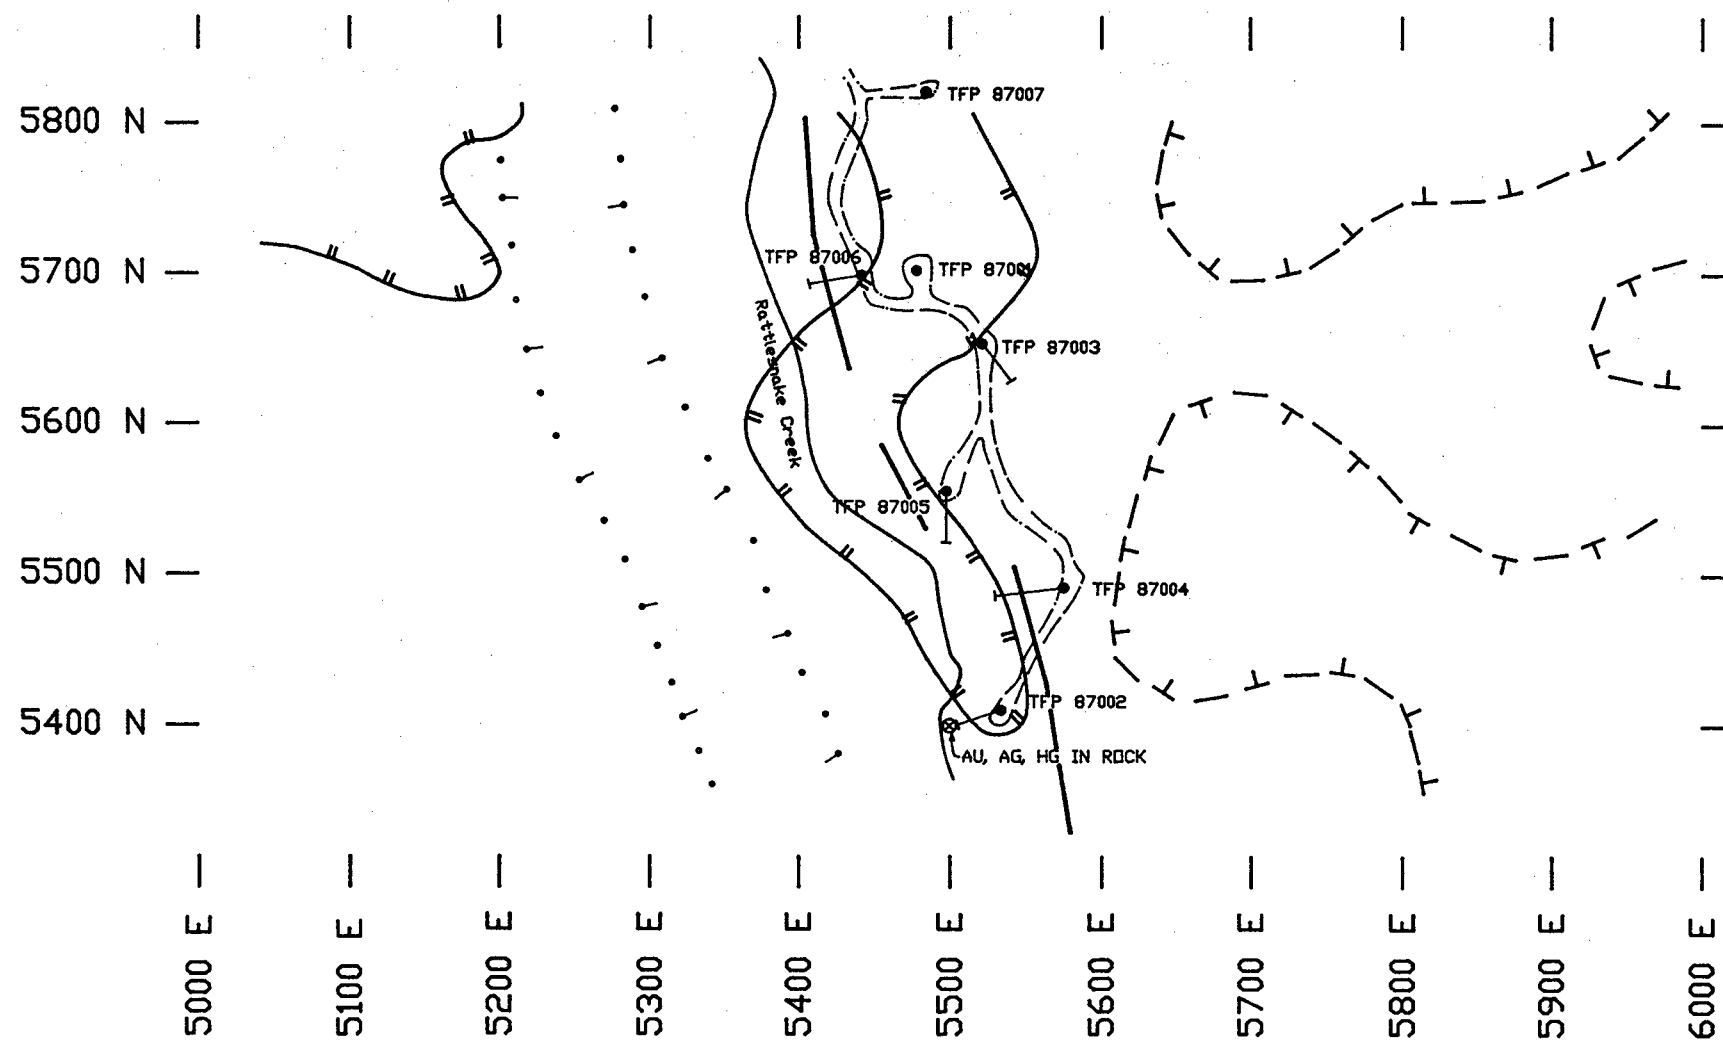 TFP 87007
5800 N
TFP 87006
5700 N
TFP 87001
Rattlesnake Creek
TFP 87003
5600 N
TFP 87005
5500 N
TFP 87004
TFP 87002
5400 N
AU, AG, HG IN ROCK
5000 E
5100 E
5200 E
5300 E
5400 E
5500 E
5600 E
5700 E
5800 E
5900 E
6000 E